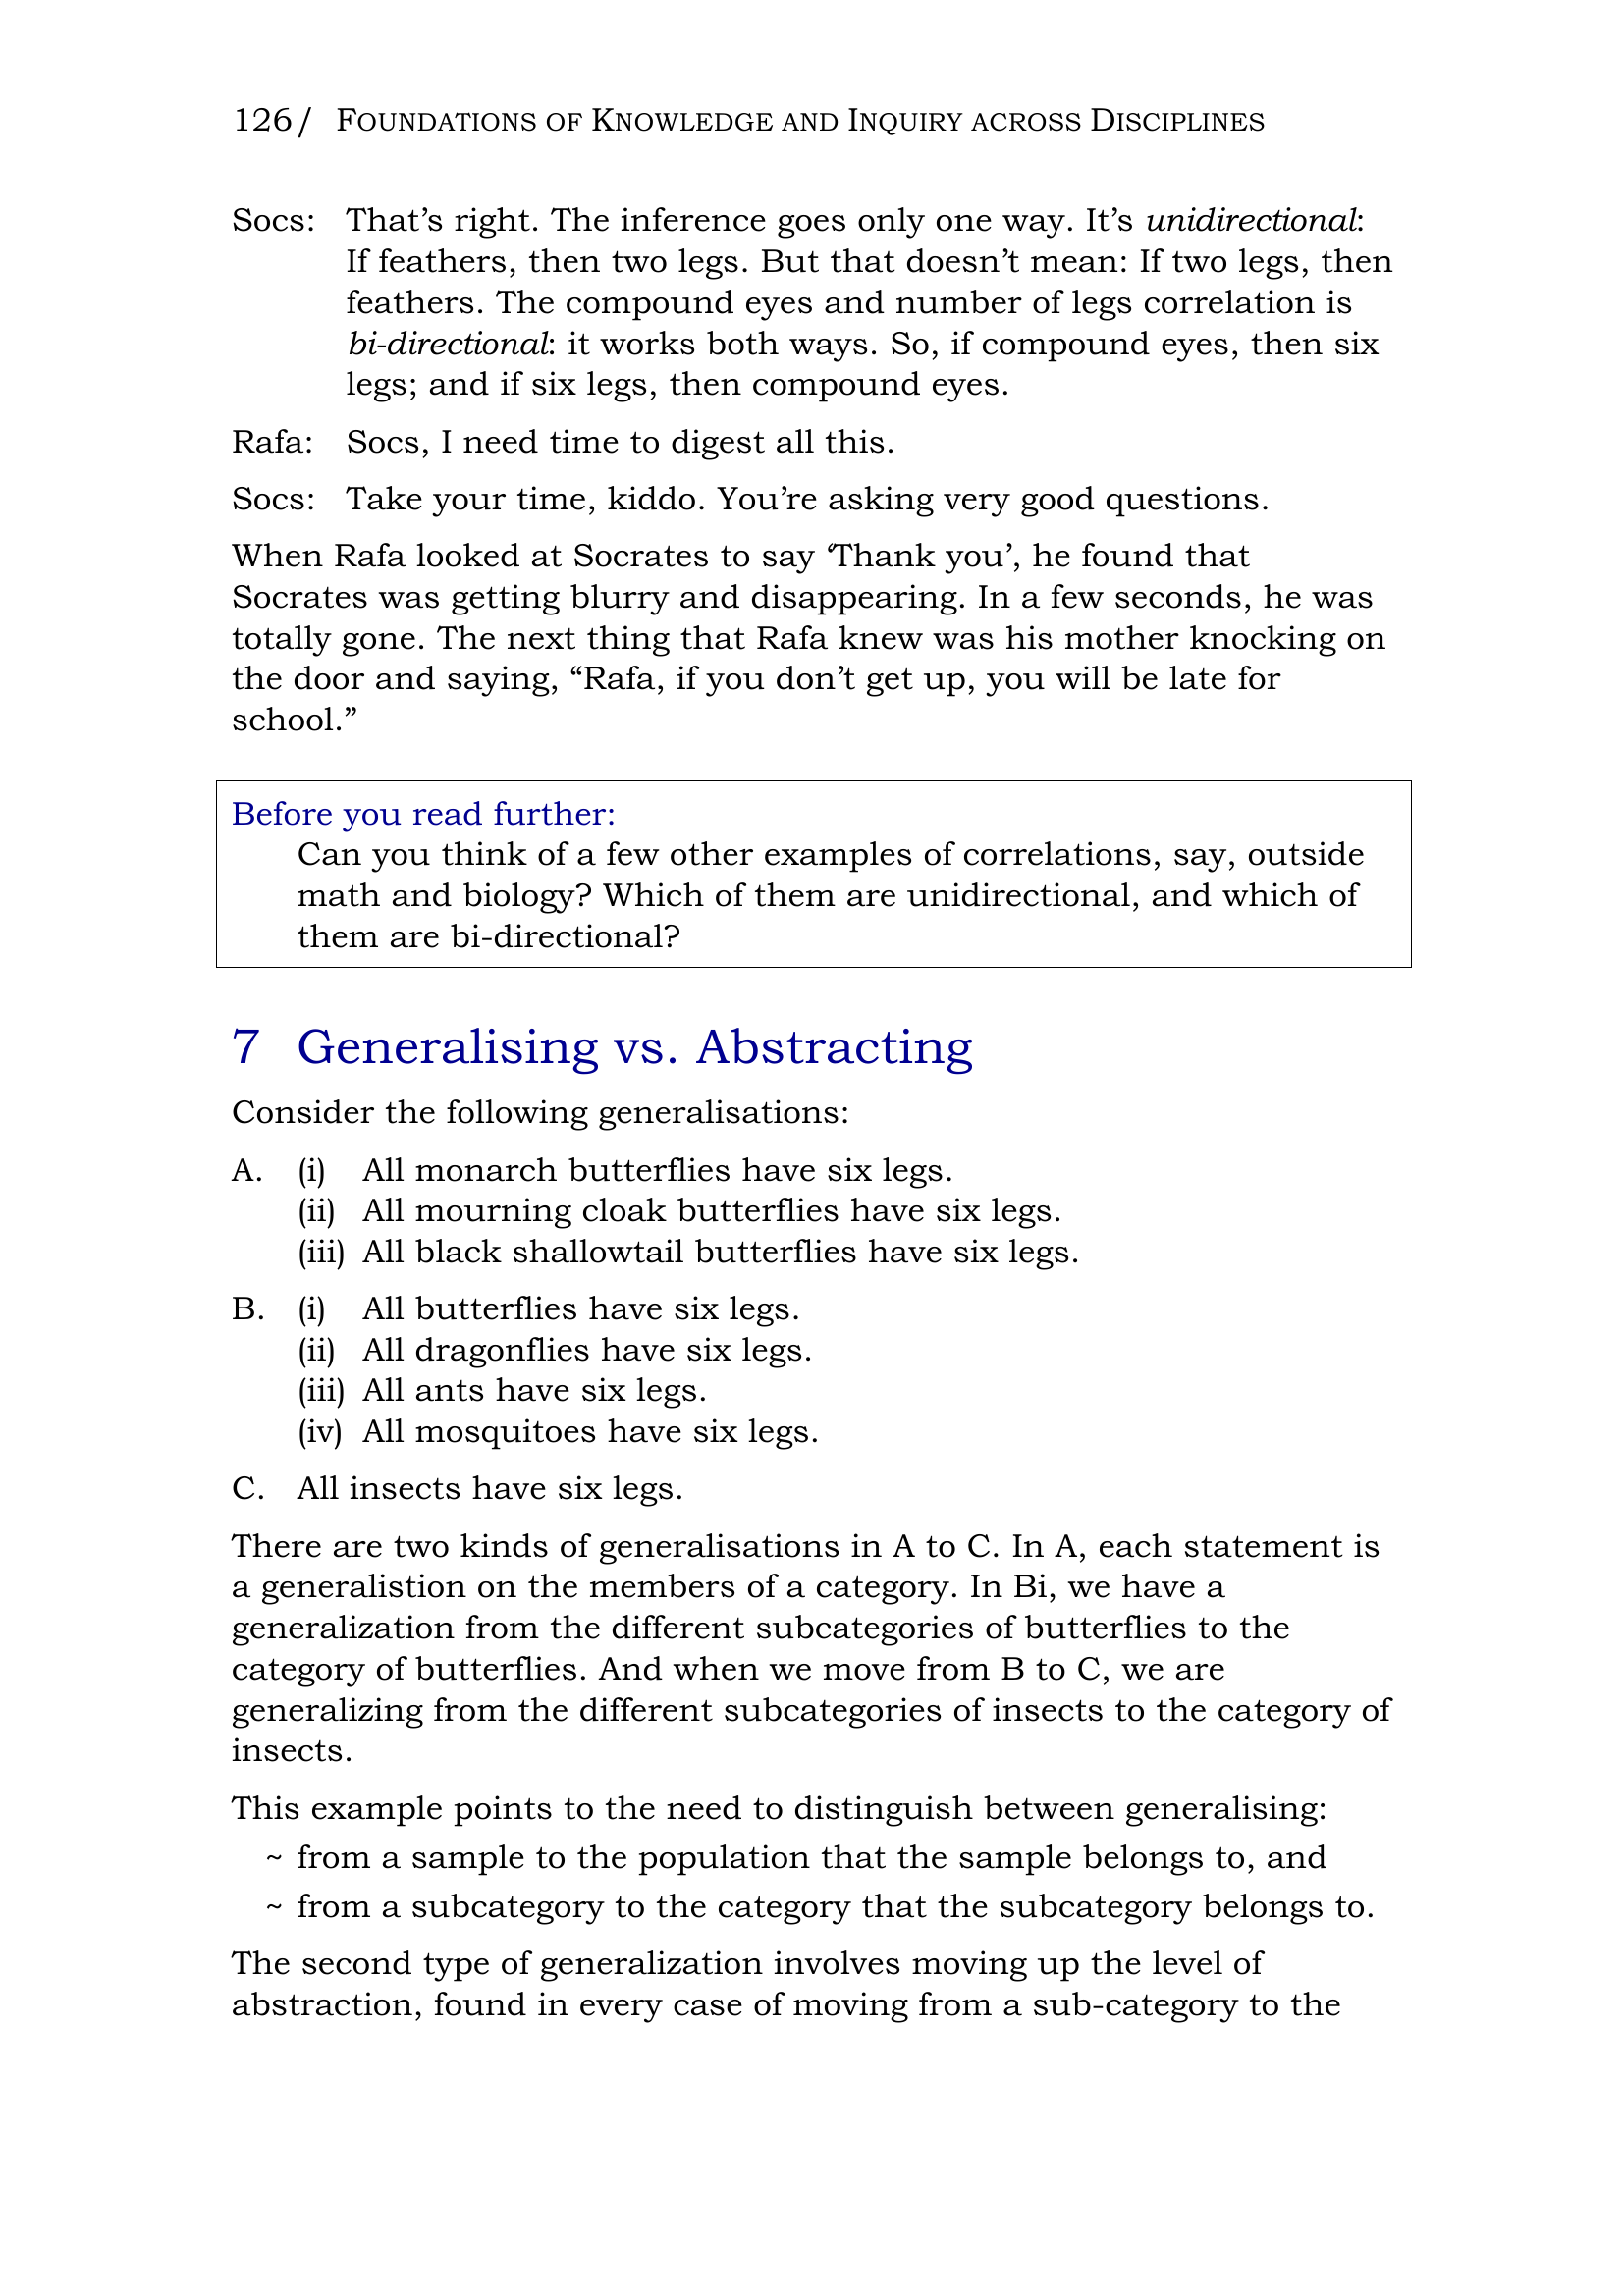 126/ FOUNDATIONS OF KNOWLEDGE AND INQUIRY ACROSS DISCIPLINES
Socs: That’s right. The inference goes only one way. It’s unidirectional:
If feathers, then two legs. But that doesn’t mean: If two legs, then
feathers. The compound eyes and number of legs correlation is
bi-directional: it works both ways. So, if compound eyes, then six
legs; and if six legs, then compound eyes.
Rafa: Socs, I need time to digest all this.
Socs: Take your time, kiddo. You’re asking very good questions.
When Rafa looked at Socrates to say ‘Thank you’, he found that
Socrates was getting blurry and disappearing. In a few seconds, he was
totally gone. The next thing that Rafa knew was his mother knocking on
the door and saying, “Rafa, if you don’t get up, you will be late for
school.”
Before you read further:
Can you think of a few other examples of correlations, say, outside
math and biology? Which of them are unidirectional, and which of
them are bi-directional?
7 Generalising vs. Abstracting
Consider the following generalisations:
A. (i) All monarch butterflies have six legs.
(ii) All mourning cloak butterflies have six legs.
(iii) All black shallowtail butterflies have six legs.
B. (i) All butterflies have six legs.
(ii) All dragonflies have six legs.
(iii) All ants have six legs.
(iv) All mosquitoes have six legs.
C. All insects have six legs.
There are two kinds of generalisations in A to C. In A, each statement is
a generalistion on the members of a category. In Bi, we have a
generalization from the different subcategories of butterflies to the
category of butterflies. And when we move from B to C, we are
generalizing from the different subcategories of insects to the category of
insects.
This example points to the need to distinguish between generalising:
~ from a sample to the population that the sample belongs to, and
~ from a subcategory to the category that the subcategory belongs to.
The second type of generalization involves moving up the level of
abstraction, found in every case of moving from a sub-category to the